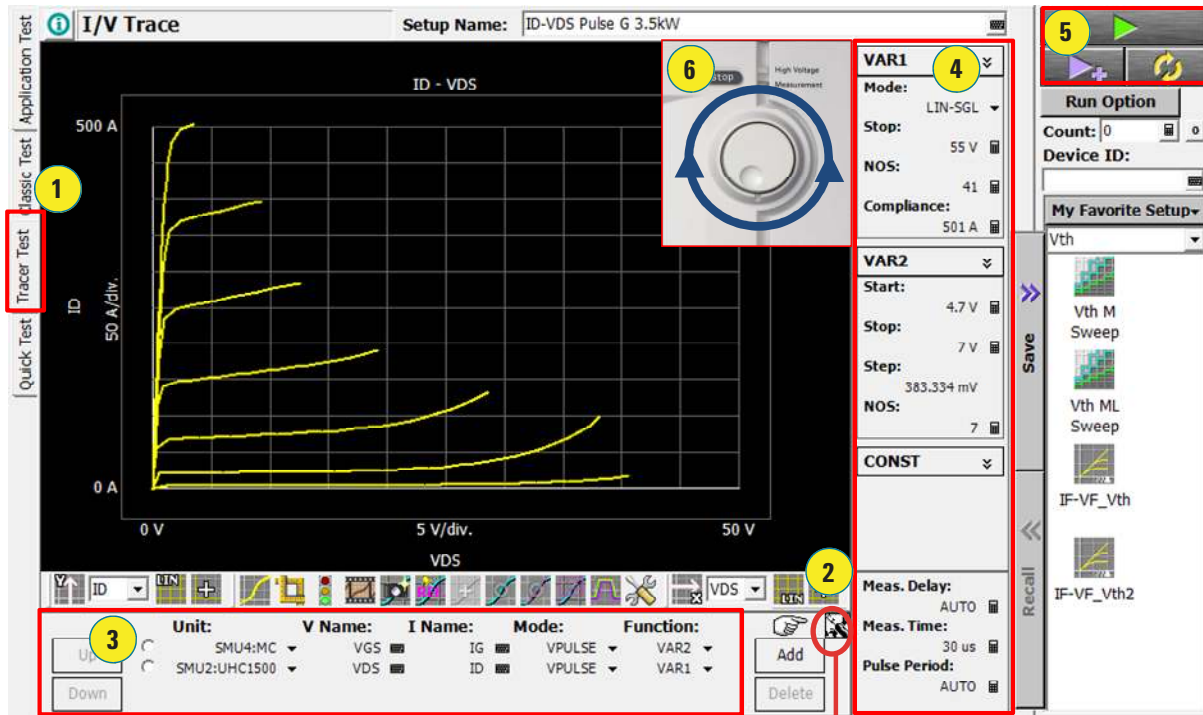 I/V Trace
Setup Name: ID-VDS Pulse G 3.5kW
Application Test
Classic Test
Tracer Test
Quick Test
1
ID - VDS
500 A
ID
50 A/div.
0 A
0 V
5 V/div.
50 V
VDS
6
Stop
High Voltage
Measurement
4
VAR1
Mode:
LIN-SGL
Stop:
55 V
NOS:
41
Compliance:
501 A
VAR2
Start:
4.7 V
Stop:
7 V
Step:
383.334 mV
NOS:
7
CONST
Meas. Delay:
AUTO
Meas. Time:
30 us
Pulse Period:
AUTO
Save
Recall
5
Run Option
Count: 0 0
Device ID:
My Favorite Setup
Vth
Vth M
Sweep
Vth ML
Sweep
IF-VF_Vth
IF-VF_Vth2
Y ID LIN
X VDS LIN
2
3
Unit: V Name: I Name: Mode: Function:
SMU4:MC VGS IG VPULSE VAR2
SMU2:UHC1500 VDS ID VPULSE VAR1
Up
Down
Add
Delete